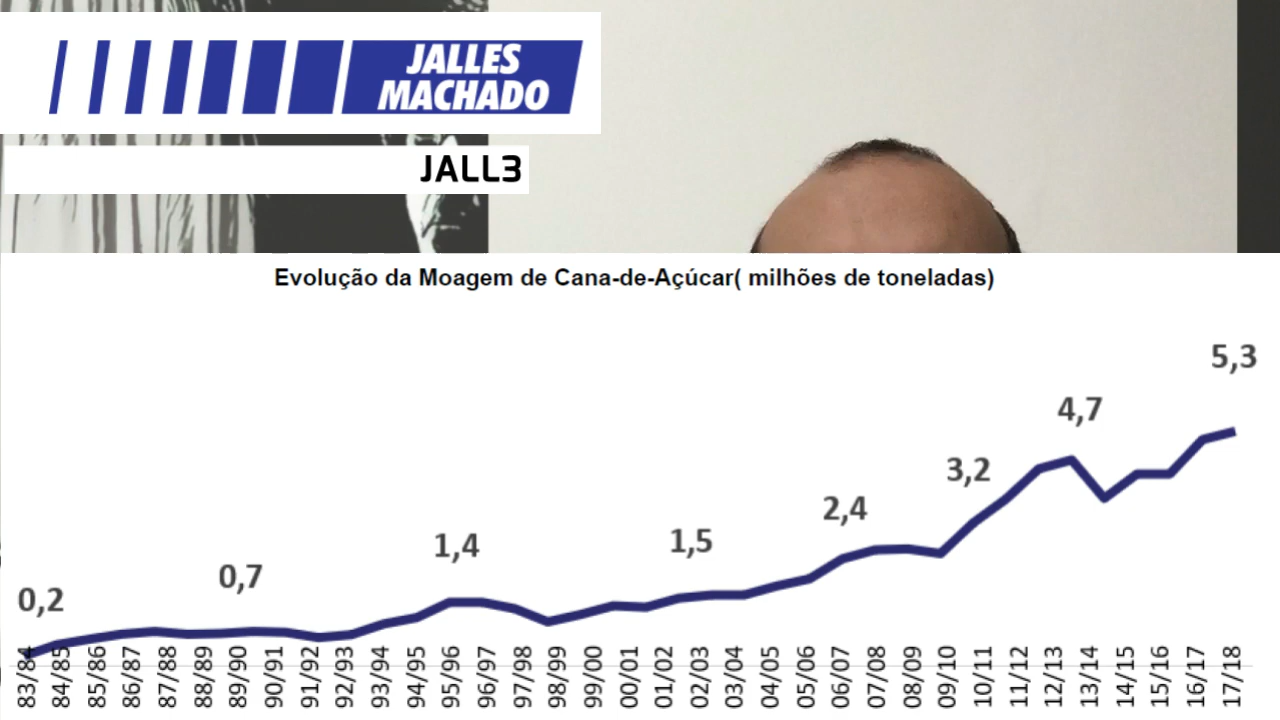 JALLES
MACHADO
JALL3
Evolução da Moagem de Cana-de-Açúcar( milhões de toneladas)
5,3
4,7
3,2
2,4
1,5
1,4
0,7
0,2
83/84 84/85 85/86 86/87 87/88 88/89 89/90 90/91 91/92 92/93 93/94 94/95 95/96 96/97 97/98 98/99 99/00 00/01 01/02 02/03 03/04 04/05 05/06 06/07 07/08 08/09 09/10 10/11 11/12 12/13 13/14 14/15 15/16 16/17 17/18